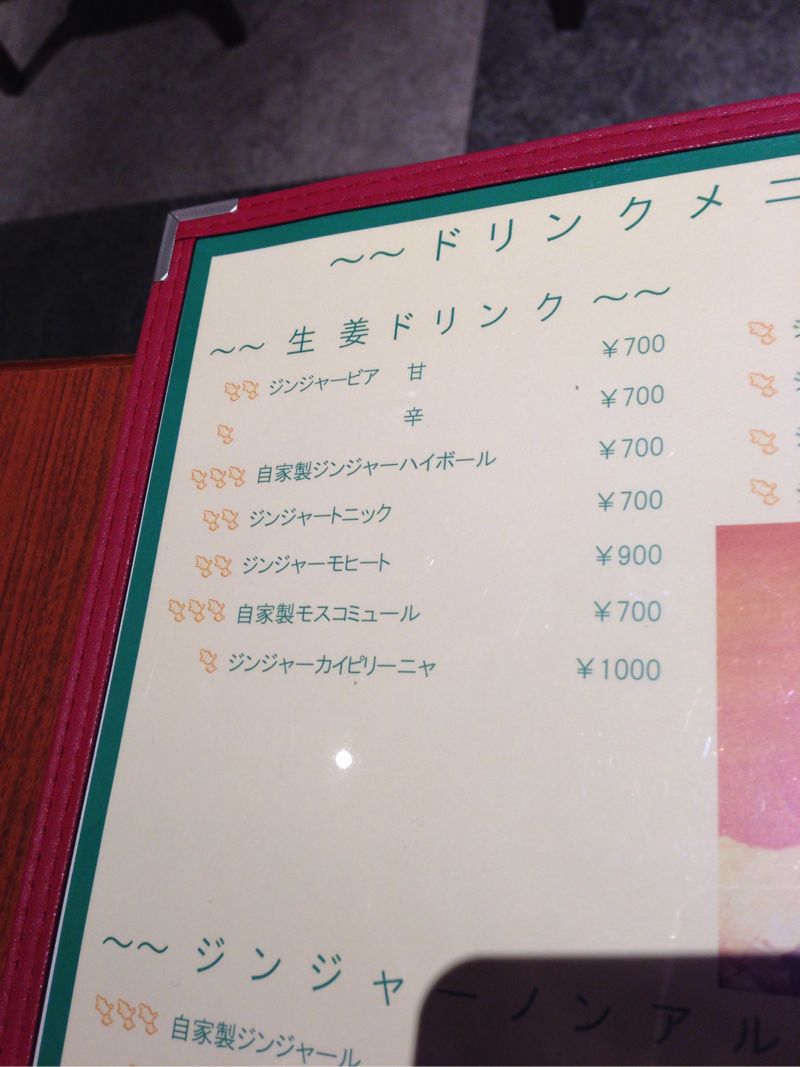 ～～ドリンクメニ
～～生姜ドリンク～～
ジンジャービア 甘 ¥700
辛 ¥700
自家製ジンジャーハイボール ¥700
ジンジャートニック ¥700
ジンジャーモヒート ¥900
自家製モスコミュール ¥700
ジンジャーカイピリーニャ ¥1000
～～ジンジャーノンアル
自家製ジンジャール